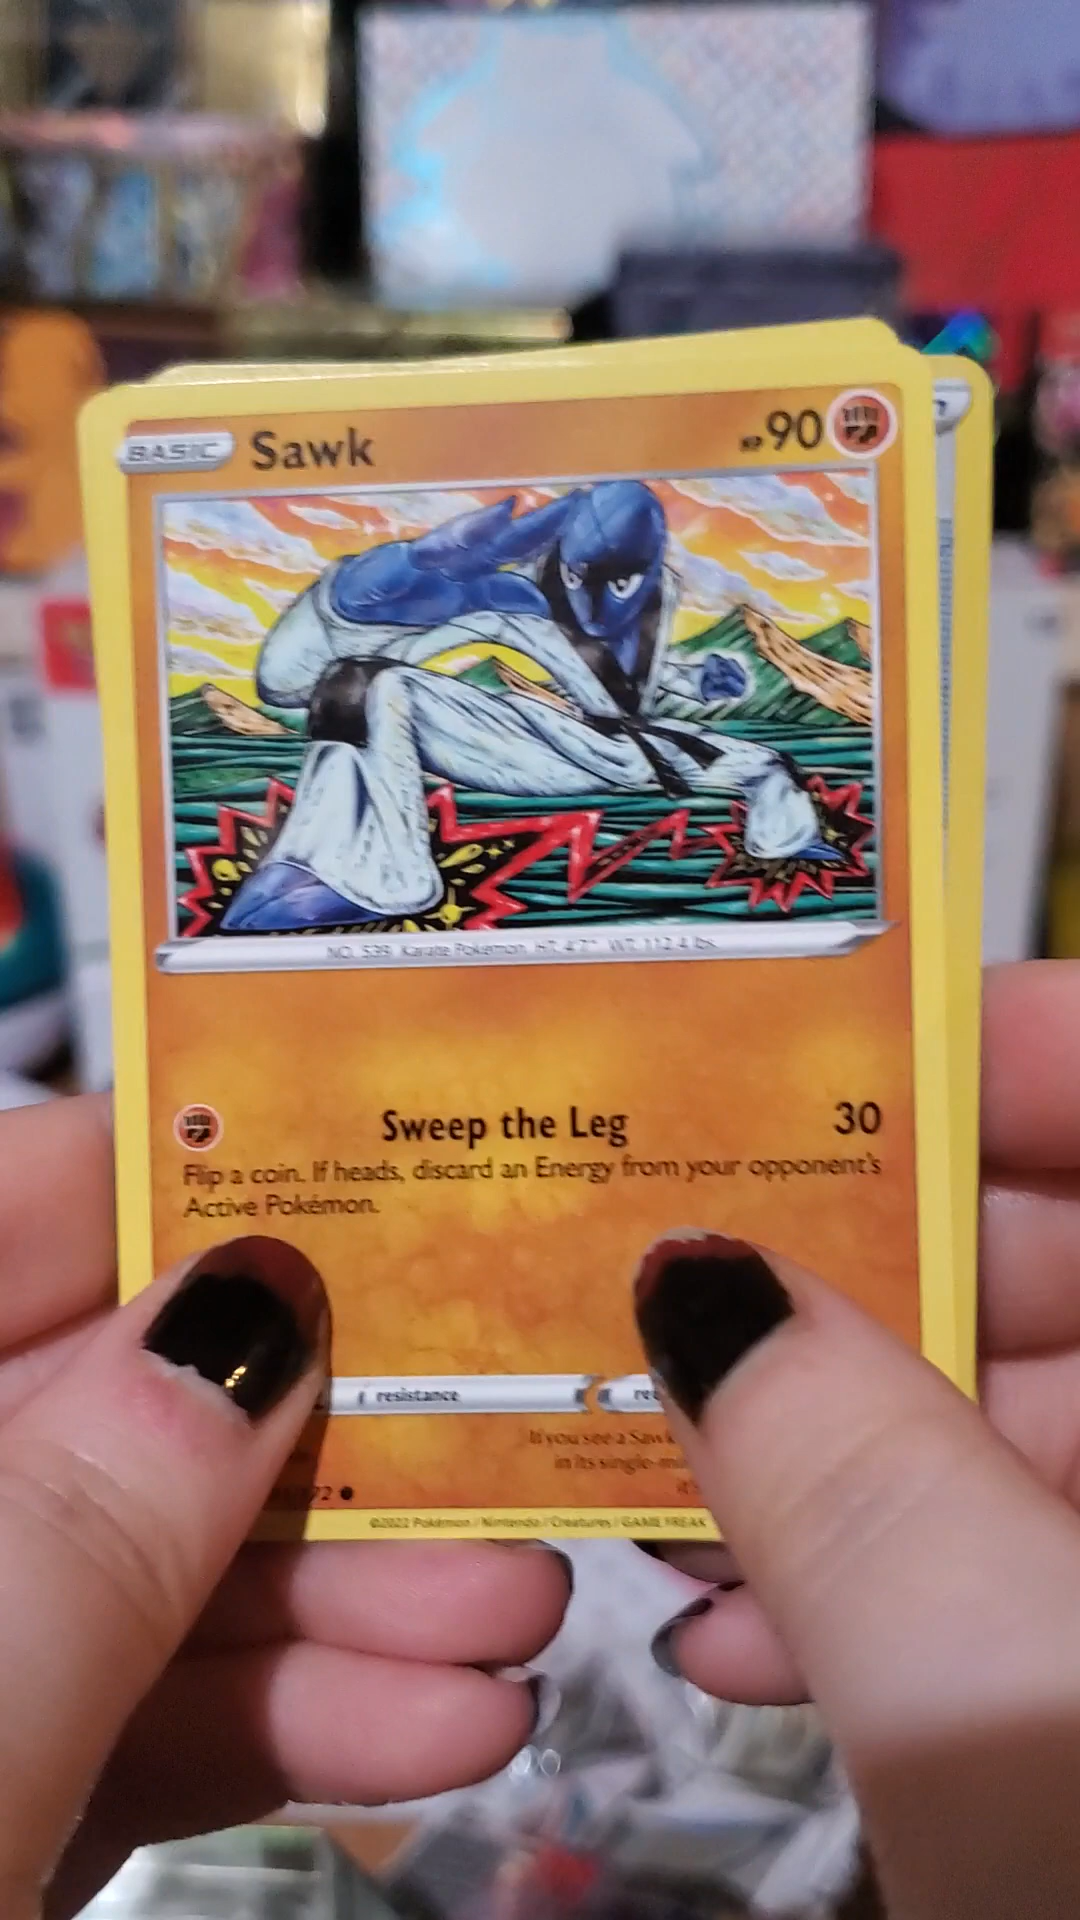 BASIC Sawk HP 90
NO. 539 Karate Pokémon HT. 4'7" WT. 112.4 lbs.
Sweep the Leg 30
Flip a coin. If heads, discard an Energy from your opponent's
Active Pokémon.
resistance
If you see a Sawk
in its single-
©2022 Pokémon / Nintendo / Creatures / GAME FREAK